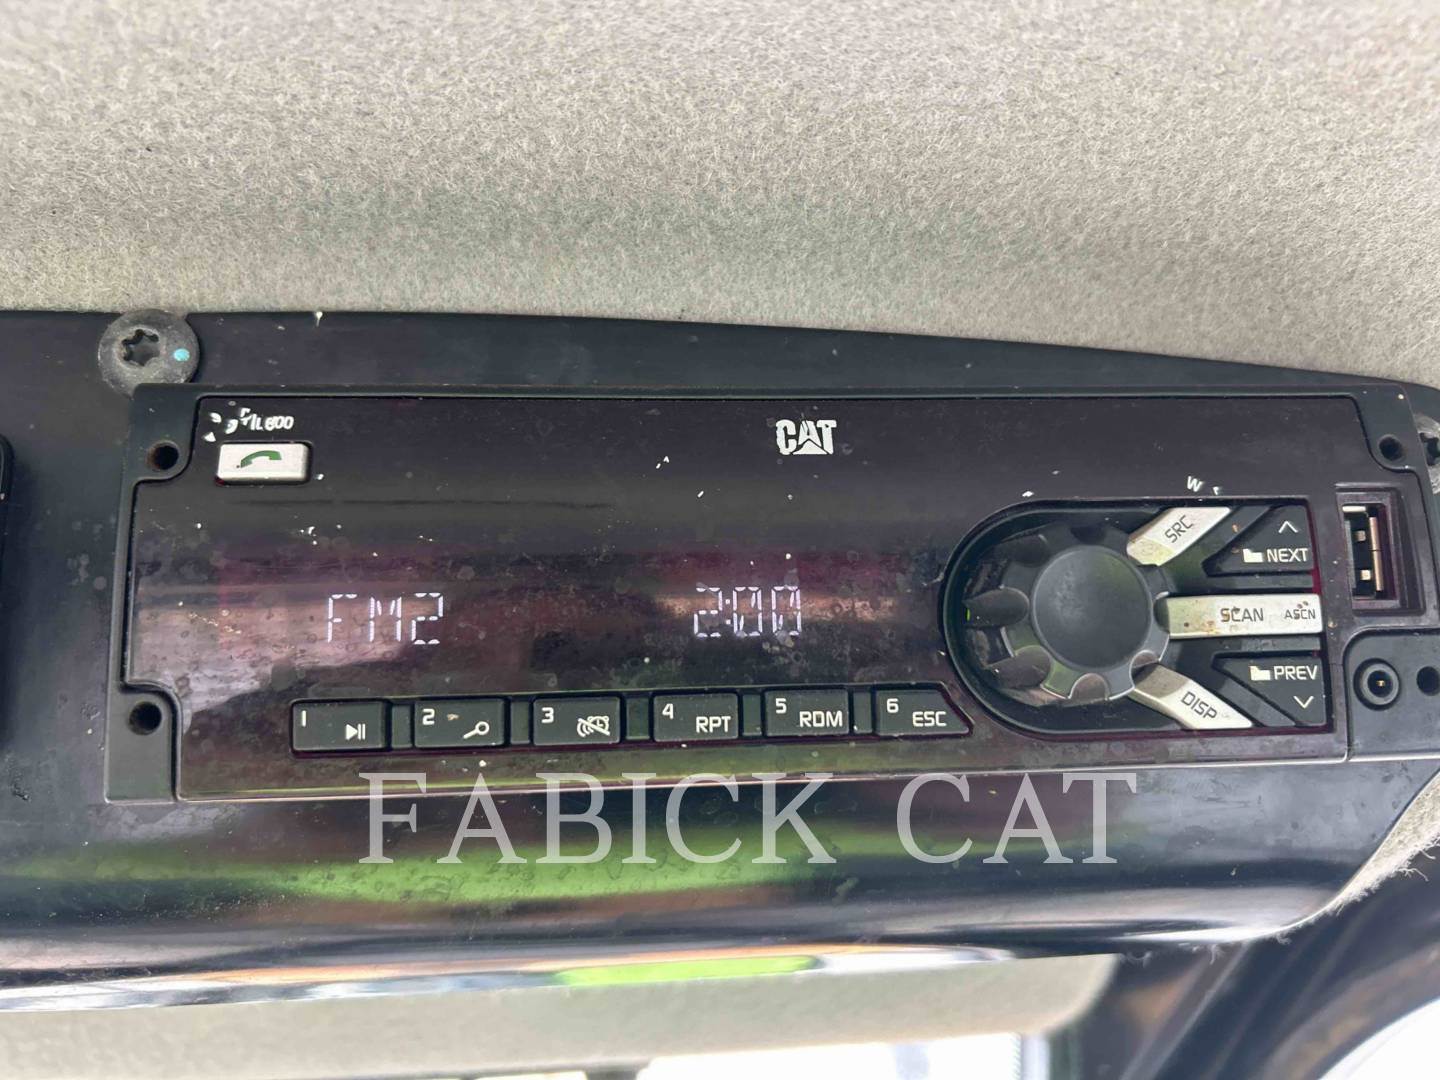 CAT
SRC
NEXT
FM2 2:00
SCAN ASCN
PREV
DISP
1 2 3 4 RPT 5 RDM 6 ESC
FABICK CAT